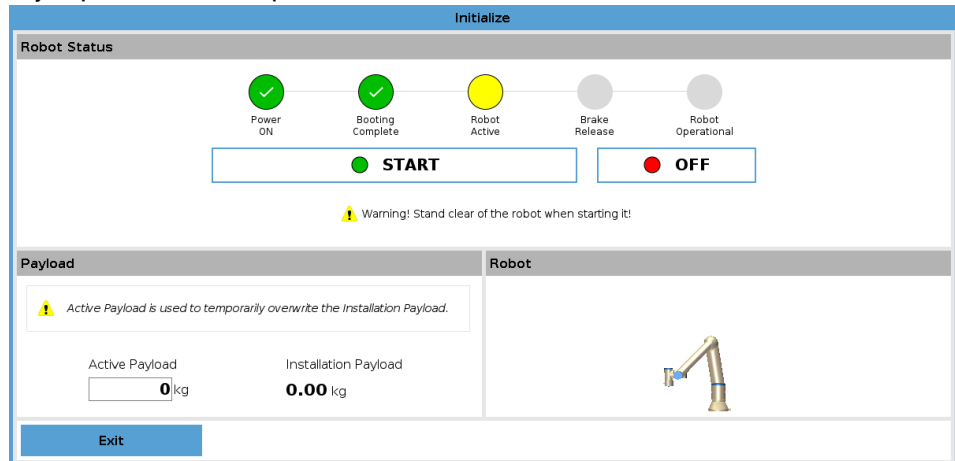 Initialize
Robot Status
Power
ON
Booting
Complete
Robot
Active
Brake
Release
Robot
Operational
START
OFF
Warning! Stand clear of the robot when starting it!
Payload
Robot
Active Payload is used to temporarily overwrite the Installation Payload.
Active Payload
Installation Payload
0 kg
0.00 kg
Exit